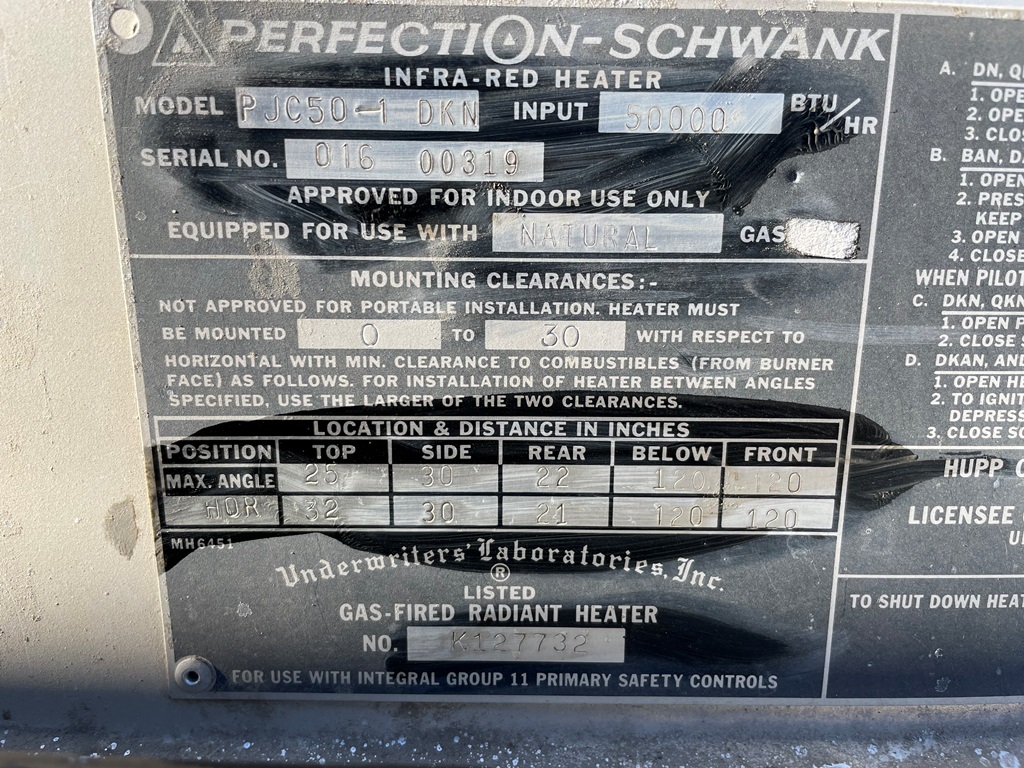 PERFECTION-SCHWANK
INFRA-RED HEATER
MODEL PJC50-1 DKN INPUT 50000 BTU/HR
SERIAL NO. 016 00319
APPROVED FOR INDOOR USE ONLY
EQUIPPED FOR USE WITH NATURAL GAS
MOUNTING CLEARANCES:-
NOT APPROVED FOR PORTABLE INSTALLATION. HEATER MUST
BE MOUNTED 0 TO 30 WITH RESPECT TO
HORIZONTAL WITH MIN. CLEARANCE TO COMBUSTIBLES (FROM BURNER
FACE) AS FOLLOWS. FOR INSTALLATION OF HEATER BETWEEN ANGLES
SPECIFIED, USE THE LARGER OF THE TWO CLEARANCES.
LOCATION & DISTANCE IN INCHES
POSITION TOP SIDE REAR BELOW FRONT
MAX. ANGLE 25 30 22 120 120
HOR 32 30 21 120 120
MH6451
Underwriters' Laboratories, Inc.
®
LISTED
GAS-FIRED RADIANT HEATER
NO. K127732
FOR USE WITH INTEGRAL GROUP 11 PRIMARY SAFETY CONTROLS
A. DN, Q
1. OPE
2. OPE
3. CLOS
B. BAN, D
1. OPEN
2. PRES
KEEP
3. OPEN
4. CLOSE
WHEN PILOT
C. DKN, QKN
1. OPEN F
2. CLOSE S
D. DKAN, AND
1. OPEN HE
2. TO IGNIT
DEPRESS
3. CLOSE SO
HUPP C
LICENSEE
U
TO SHUT DOWN HEAT